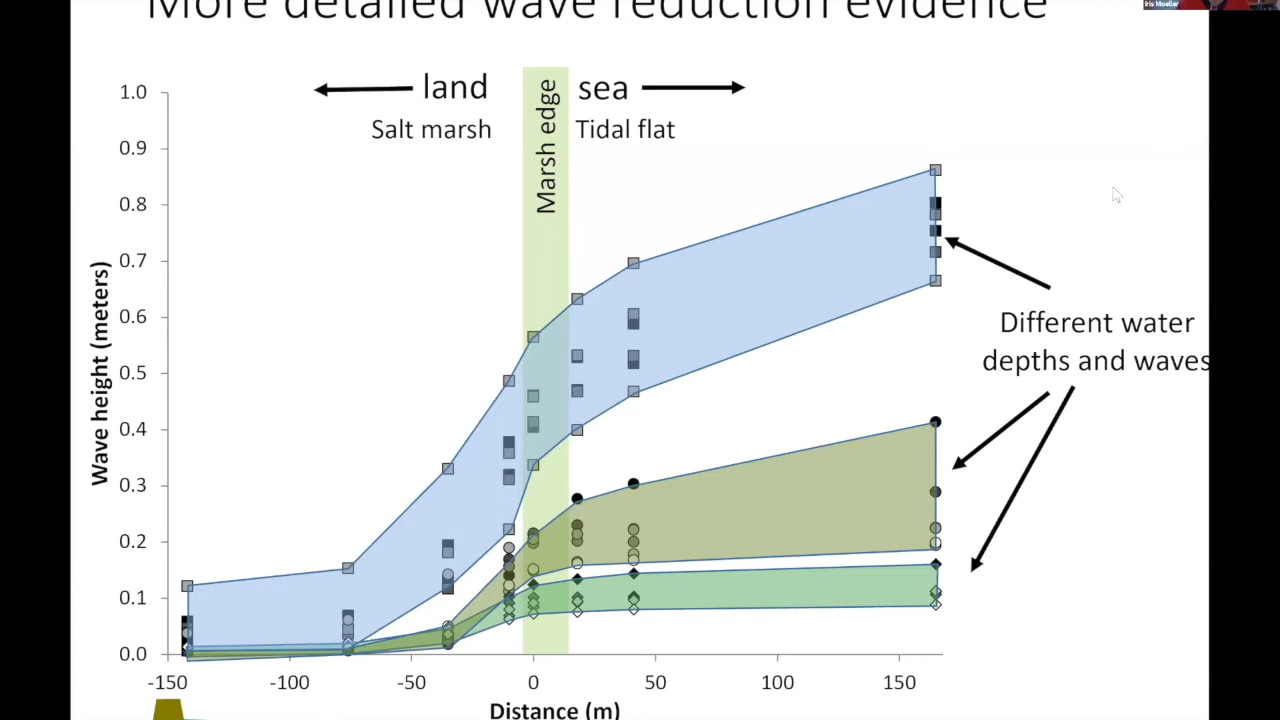 More detailed wave reduction evidence
Iris Moeller
land
sea
Salt marsh
Marsh edge
Tidal flat
1.0
0.9
0.8
0.7
0.6
0.5
0.4
0.3
0.2
0.1
0.0
Wave height (meters)
Different water
depths and waves
-150
-100
-50
0
50
100
150
Distance (m)